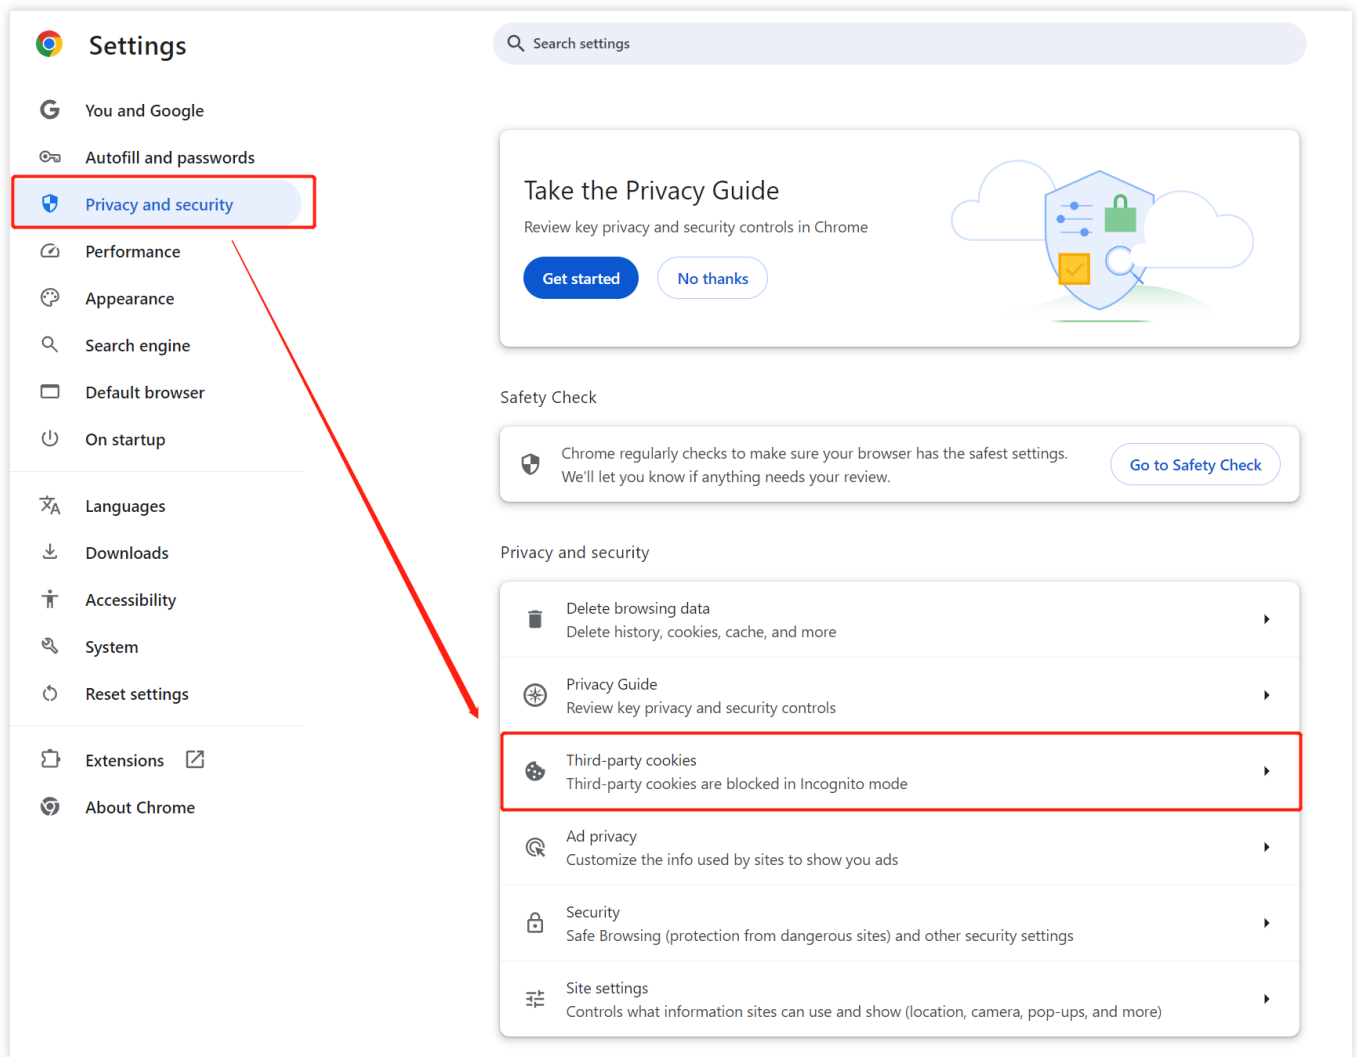 Settings
Search settings
You and Google
Autofill and passwords
Privacy and security
Performance
Appearance
Search engine
Default browser
On startup
Languages
Downloads
Accessibility
System
Reset settings
Extensions
About Chrome
Take the Privacy Guide
Review key privacy and security controls in Chrome
Get started
No thanks
Safety Check
Chrome regularly checks to make sure your browser has the safest settings.
We'll let you know if anything needs your review.
Go to Safety Check
Privacy and security
Delete browsing data
Delete history, cookies, cache, and more
Privacy Guide
Review key privacy and security controls
Third-party cookies
Third-party cookies are blocked in Incognito mode
Ad privacy
Customize the info used by sites to show you ads
Security
Safe Browsing (protection from dangerous sites) and other security settings
Site settings
Controls what information sites can use and show (location, camera, pop-ups, and more)